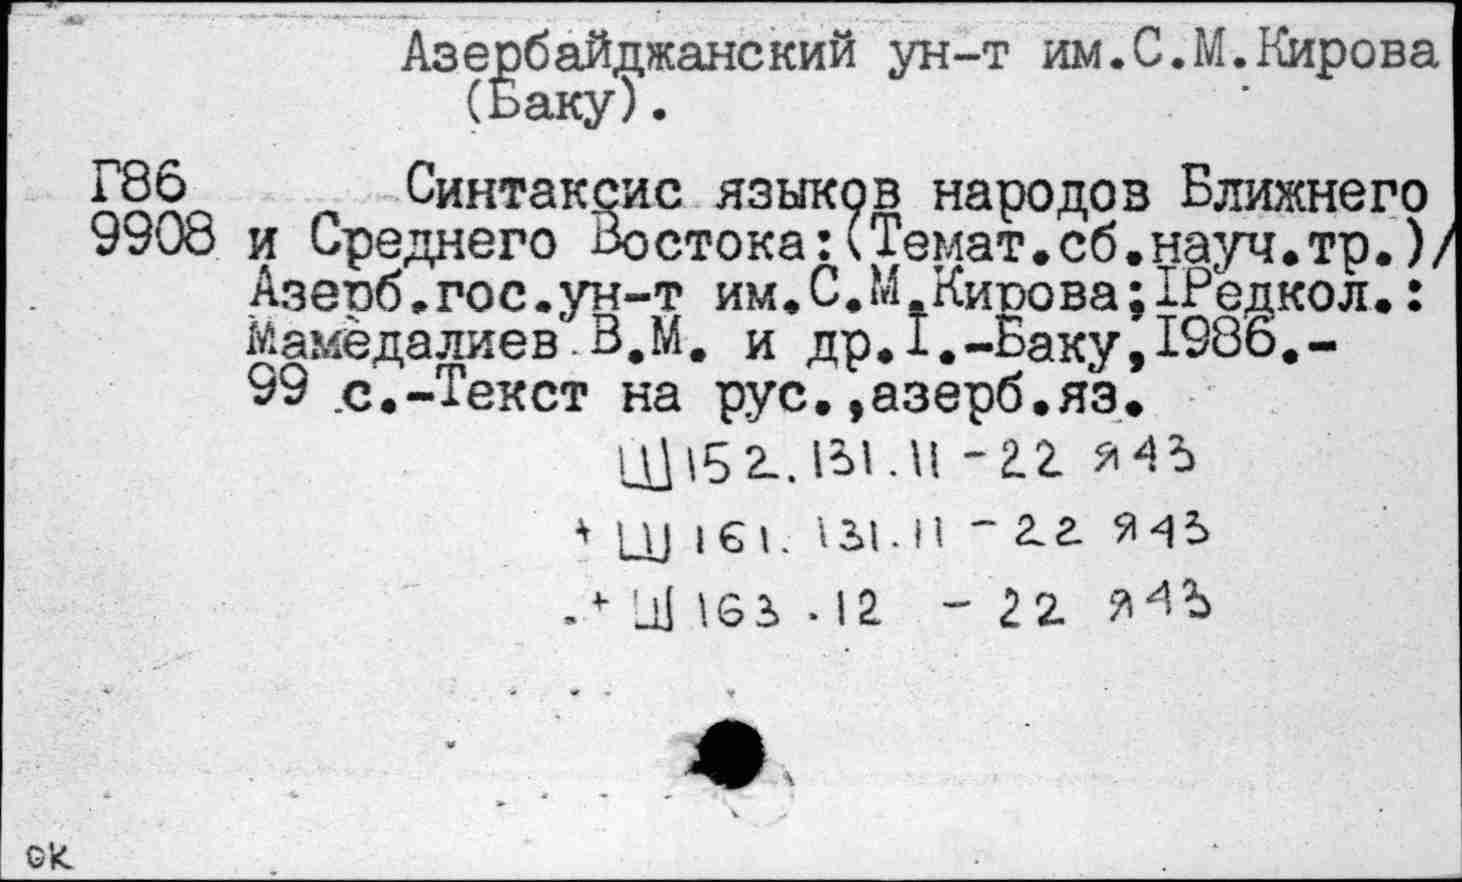 Азербайджанский ун-т им.С.М.Кирова
(Баку).
Г86 Синтаксис языков народов Ближнего
9908 и Среднего Востока:(Темат.сб.науч.тр.)/
Азерб.гос.ун-т им.С.М.Кирова;IРедкол.:
Мамедалиев В.М. и др.I.-Баку,1986.-
99 с.-Текст на рус.,азерб.яз.
Ш152.131.11-22 я43
+ Ш161.131.11-22 я43
+ Ш163.12 - 22 я43
ок